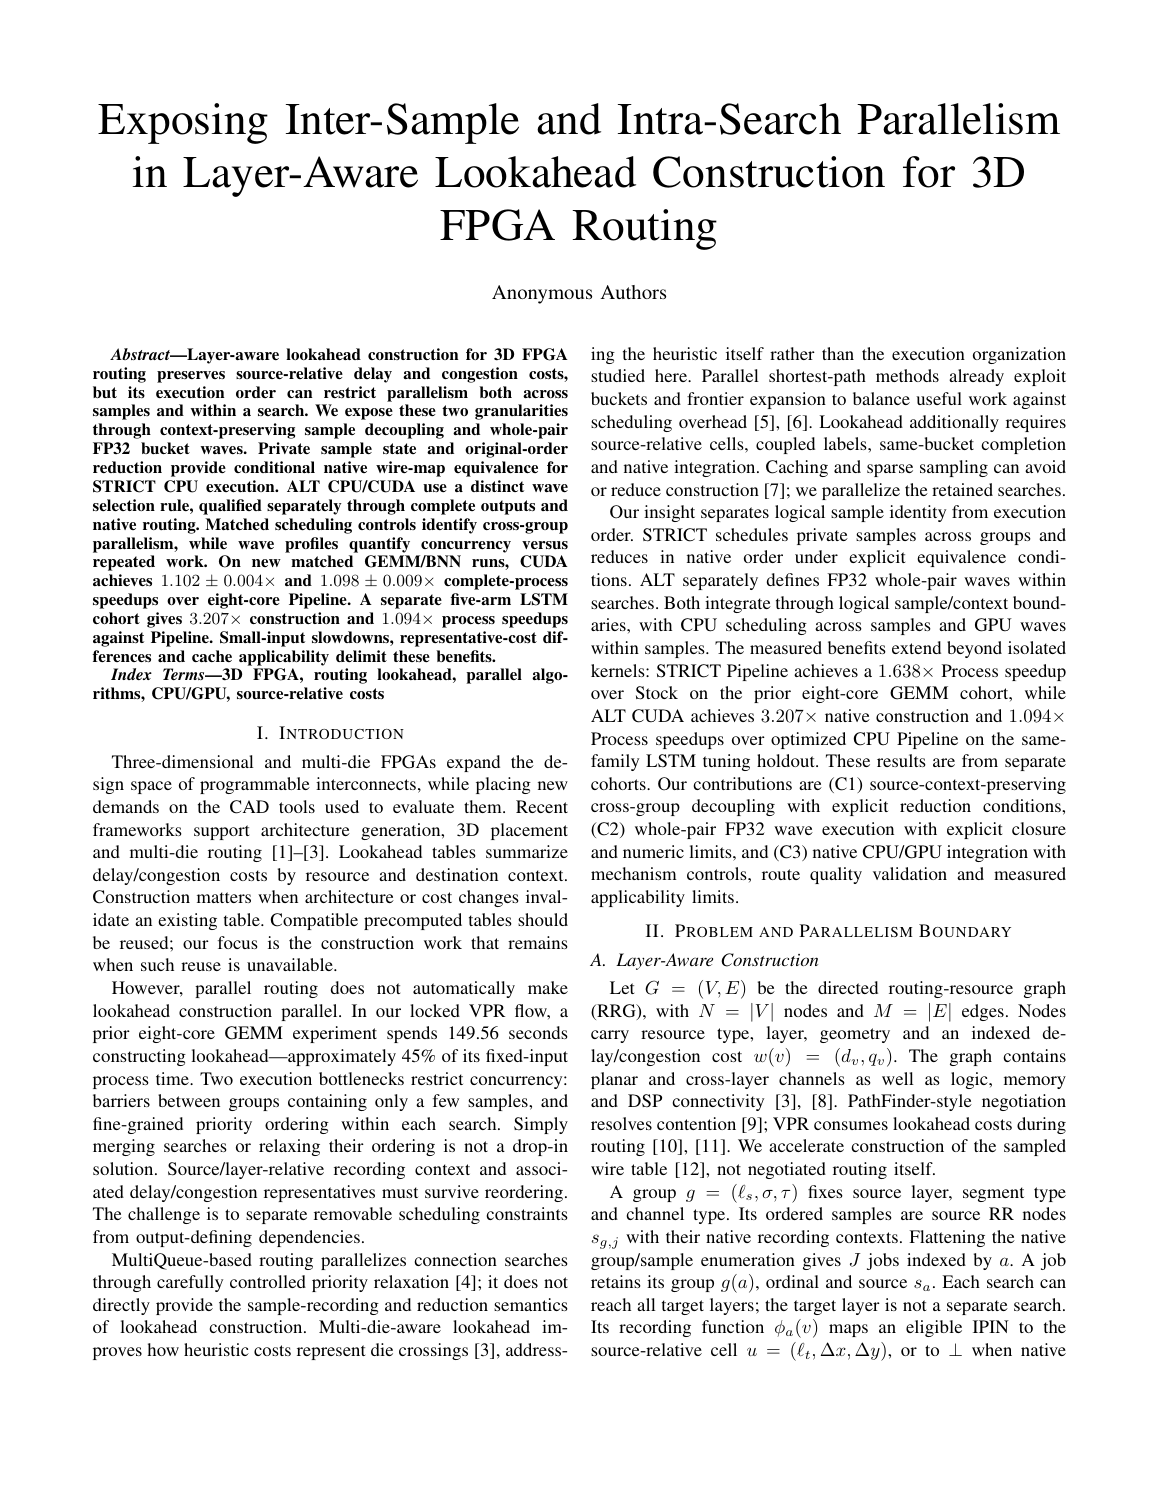 Exposing Inter-Sample and Intra-Search Parallelism
in Layer-Aware Lookahead Construction for 3D
FPGA Routing
Anonymous Authors
Abstract—Layer-aware lookahead construction for 3D FPGA
routing preserves source-relative delay and congestion costs,
but its execution order can restrict parallelism both across
samples and within a search. We expose these two granularities
through context-preserving sample decoupling and whole-pair
FP32 bucket waves. Private sample state and original-order
reduction provide conditional native wire-map equivalence for
STRICT CPU execution. ALT CPU/CUDA use a distinct wave
selection rule, qualified separately through complete outputs and
native routing. Matched scheduling controls identify cross-group
parallelism, while wave profiles quantify concurrency versus
repeated work. On new matched GEMM/BNN runs, CUDA
achieves 1.102 ± 0.004× and 1.098 ± 0.009× complete-process
speedups over eight-core Pipeline. A separate five-arm LSTM
cohort gives 3.207× construction and 1.094× process speedups
against Pipeline. Small-input slowdowns, representative-cost dif-
ferences and cache applicability delimit these benefits.
Index Terms—3D FPGA, routing lookahead, parallel algo-
rithms, CPU/GPU, source-relative costs
I. INTRODUCTION
Three-dimensional and multi-die FPGAs expand the de-
sign space of programmable interconnects, while placing new
demands on the CAD tools used to evaluate them. Recent
frameworks support architecture generation, 3D placement
and multi-die routing [1]–[3]. Lookahead tables summarize
delay/congestion costs by resource and destination context.
Construction matters when architecture or cost changes inval-
idate an existing table. Compatible precomputed tables should
be reused; our focus is the construction work that remains
when such reuse is unavailable.
However, parallel routing does not automatically make
lookahead construction parallel. In our locked VPR flow, a
prior eight-core GEMM experiment spends 149.56 seconds
constructing lookahead—approximately 45% of its fixed-input
process time. Two execution bottlenecks restrict concurrency:
barriers between groups containing only a few samples, and
fine-grained priority ordering within each search. Simply
merging searches or relaxing their ordering is not a drop-in
solution. Source/layer-relative recording context and associ-
ated delay/congestion representatives must survive reordering.
The challenge is to separate removable scheduling constraints
from output-defining dependencies.
MultiQueue-based routing parallelizes connection searches
through carefully controlled priority relaxation [4]; it does not
directly provide the sample-recording and reduction semantics
of lookahead construction. Multi-die-aware lookahead im-
proves how heuristic costs represent die crossings [3], address-
ing the heuristic itself rather than the execution organization
studied here. Parallel shortest-path methods already exploit
buckets and frontier expansion to balance useful work against
scheduling overhead [5], [6]. Lookahead additionally requires
source-relative cells, coupled labels, same-bucket completion
and native integration. Caching and sparse sampling can avoid
or reduce construction [7]; we parallelize the retained searches.
Our insight separates logical sample identity from execution
order. STRICT schedules private samples across groups and
reduces in native order under explicit equivalence condi-
tions. ALT separately defines FP32 whole-pair waves within
searches. Both integrate through logical sample/context bound-
aries, with CPU scheduling across samples and GPU waves
within samples. The measured benefits extend beyond isolated
kernels: STRICT Pipeline achieves a 1.638× Process speedup
over Stock on the prior eight-core GEMM cohort, while
ALT CUDA achieves 3.207× native construction and 1.094×
Process speedups over optimized CPU Pipeline on the same-
family LSTM tuning holdout. These results are from separate
cohorts. Our contributions are (C1) source-context-preserving
cross-group decoupling with explicit reduction conditions,
(C2) whole-pair FP32 wave execution with explicit closure
and numeric limits, and (C3) native CPU/GPU integration with
mechanism controls, route quality validation and measured
applicability limits.
II. PROBLEM AND PARALLELISM BOUNDARY
A. Layer-Aware Construction
Let G = (V, E) be the directed routing-resource graph
(RRG), with N = |V| nodes and M = |E| edges. Nodes
carry resource type, layer, geometry and an indexed de-
lay/congestion cost w(v) = (d_v, q_v). The graph contains
planar and cross-layer channels as well as logic, memory
and DSP connectivity [3], [8]. PathFinder-style negotiation
resolves contention [9]; VPR consumes lookahead costs during
routing [10], [11]. We accelerate construction of the sampled
wire table [12], not negotiated routing itself.
A group g = (ℓ_s, σ, τ) fixes source layer, segment type
and channel type. Its ordered samples are source RR nodes
s_{g,j} with their native recording contexts. Flattening the native
group/sample enumeration gives J jobs indexed by a. A job
retains its group g(a), ordinal and source s_a. Each search can
reach all target layers; the target layer is not a separate search.
Its recording function ϕ_a(v) maps an eligible IPIN to the
source-relative cell u = (ℓ_t, Δx, Δy), or to ⊥ when native